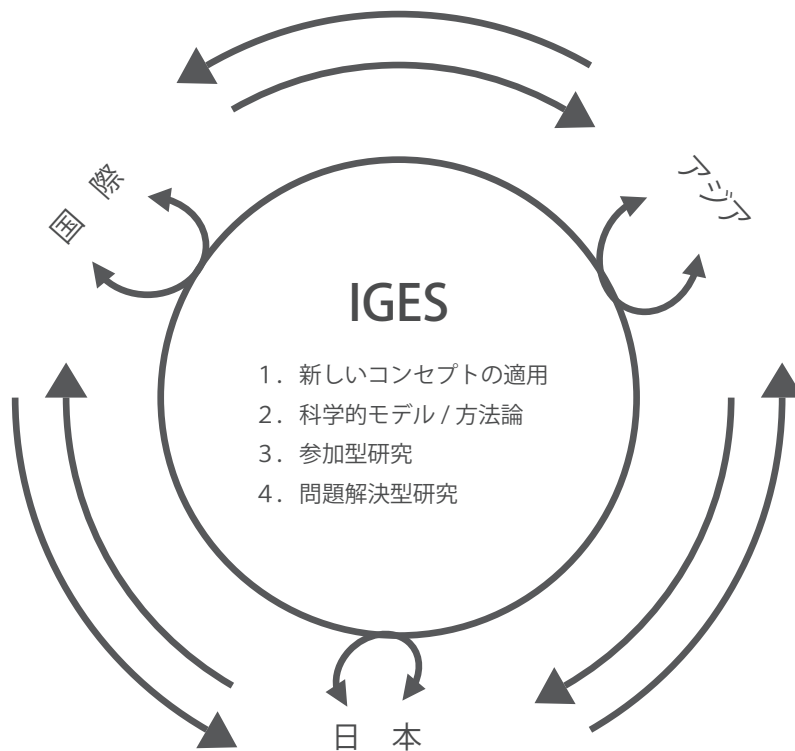 国　際
アジア
IGES
1．新しいコンセプトの適用
2．科学的モデル / 方法論
3．参加型研究
4．問題解決型研究
日　本